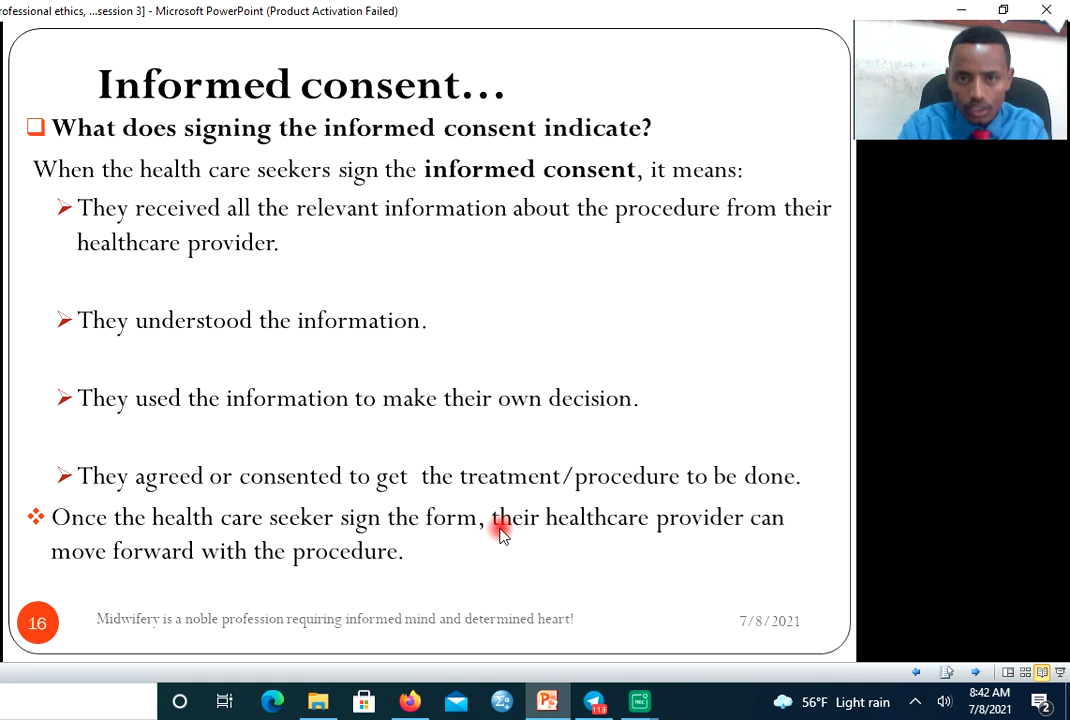 rofessional ethics, ...session 3] - Microsoft PowerPoint (Product Activation Failed)
Informed consent...
What does signing the informed consent indicate?
When the health care seekers sign the informed consent, it means:
They received all the relevant information about the procedure from their
healthcare provider.
They understood the information.
They used the information to make their own decision.
They agreed or consented to get the treatment/procedure to be done.
Once the health care seeker sign the form, their healthcare provider can
move forward with the procedure.
16
Midwifery is a noble profession requiring informed mind and determined heart!
7/8/2021
113
REC
56°F Light rain
8:42 AM
7/8/2021
2